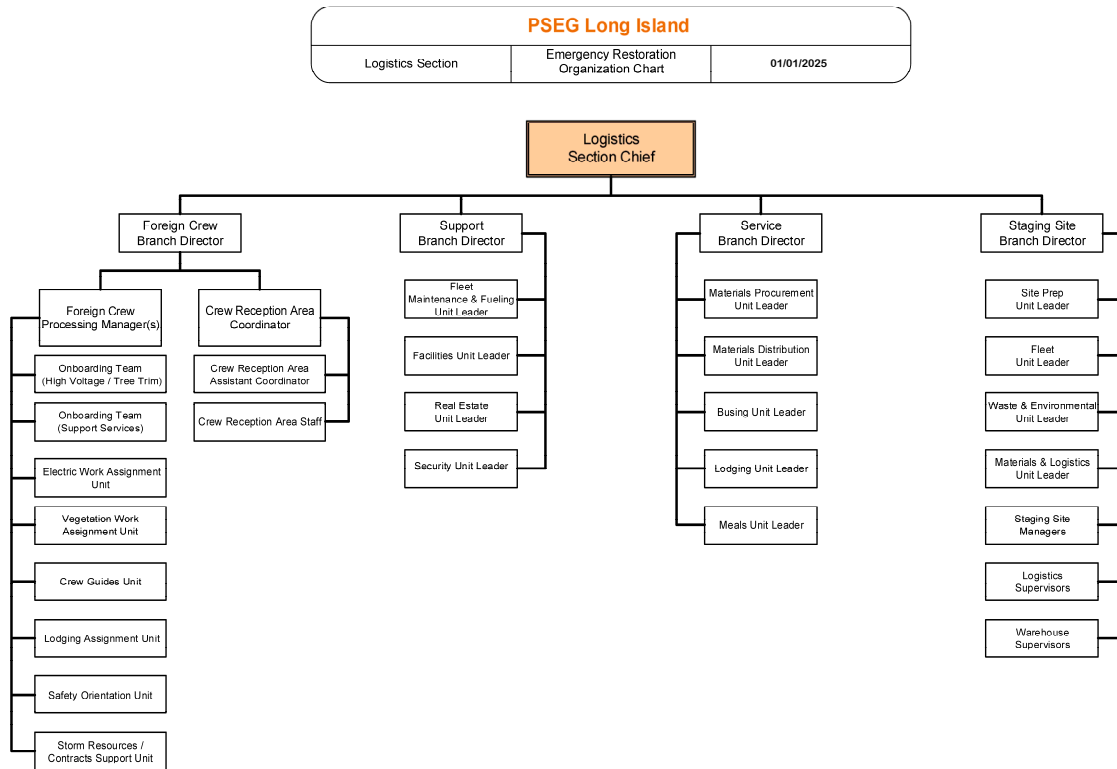 PSEG Long Island
Logistics Section
Emergency Restoration
Organization Chart
01/01/2025
Logistics
Section Chief
Foreign Crew
Branch Director
Support
Branch Director
Service
Branch Director
Staging Site
Branch Director
Foreign Crew
Processing Manager(s)
Onboarding Team
(High Voltage / Tree Trim)
Onboarding Team
(Support Services)
Electric Work Assignment
Unit
Vegetation Work
Assignment Unit
Crew Guides Unit
Lodging Assignment Unit
Safety Orientation Unit
Storm Resources /
Contracts Support Unit
Crew Reception Area
Coordinator
Crew Reception Area
Assistant Coordinator
Crew Reception Area Staff
Fleet
Maintenance & Fueling
Unit Leader
Facilities Unit Leader
Real Estate
Unit Leader
Security Unit Leader
Materials Procurement
Unit Leader
Materials Distribution
Unit Leader
Busing Unit Leader
Lodging Unit Leader
Meals Unit Leader
Site Prep
Unit Leader
Fleet
Unit Leader
Waste & Environmental
Unit Leader
Materials & Logistics
Unit Leader
Staging Site
Managers
Logistics
Supervisors
Warehouse
Supervisors